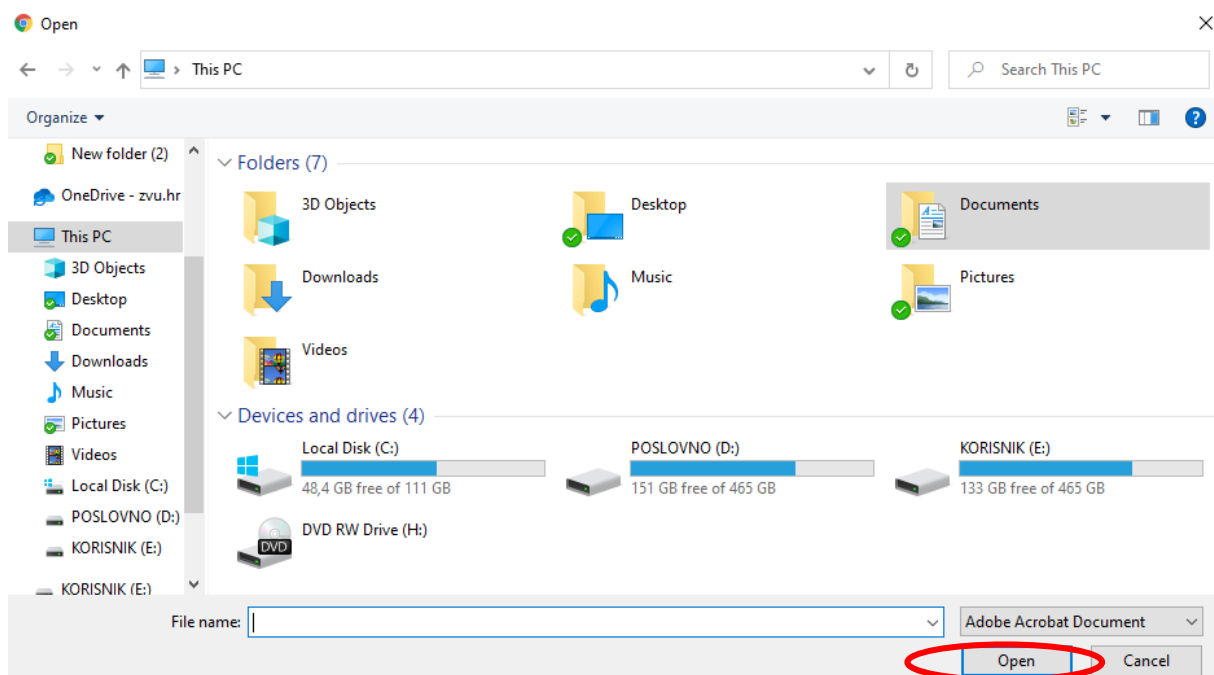 Open
This PC
Search This PC
Organize
New folder (2)
OneDrive - zvu.hr
This PC
3D Objects
Desktop
Documents
Downloads
Music
Pictures
Videos
Local Disk (C:)
POSLOVNO (D:)
KORISNIK (E:)
KORISNIK (E:)
Folders (7)
3D Objects
Desktop
Documents
Downloads
Music
Pictures
Videos
Devices and drives (4)
Local Disk (C:)
48,4 GB free of 111 GB
POSLOVNO (D:)
151 GB free of 465 GB
KORISNIK (E:)
133 GB free of 465 GB
DVD RW Drive (H:)
DVD
File name:
Adobe Acrobat Document
Open
Cancel